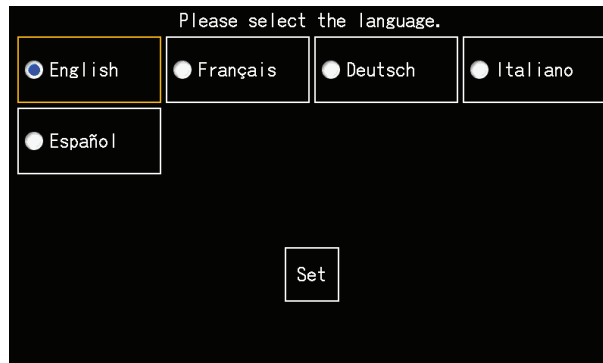 Please select the language.
English Français Deutsch Italiano
Español
Set